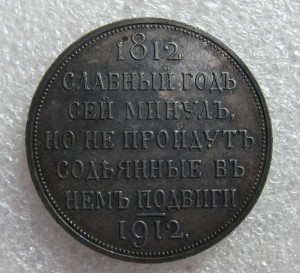 1812
СЛАВНЫЙ ГОДЪ
СЕЙ МИНУЛЪ,
НО НЕ ПРОЙДУТЪ
СОДѢЯННЫЕ ВЪ
НЕМЪ ПОДВИГИ
1912.